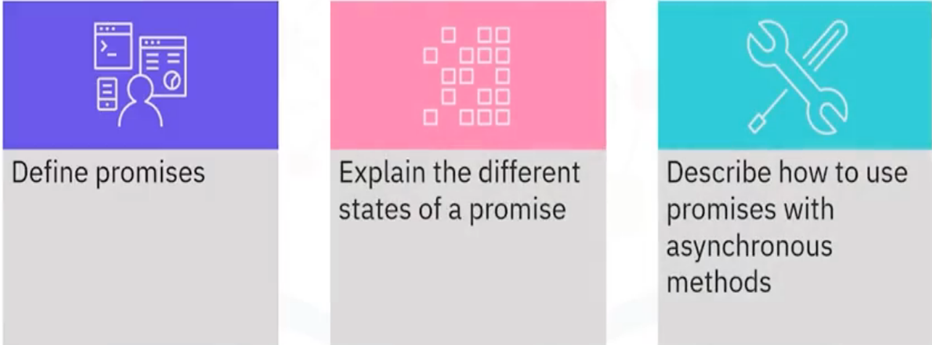 Define promises
Explain the different
states of a promise
Describe how to use
promises with
asynchronous
methods